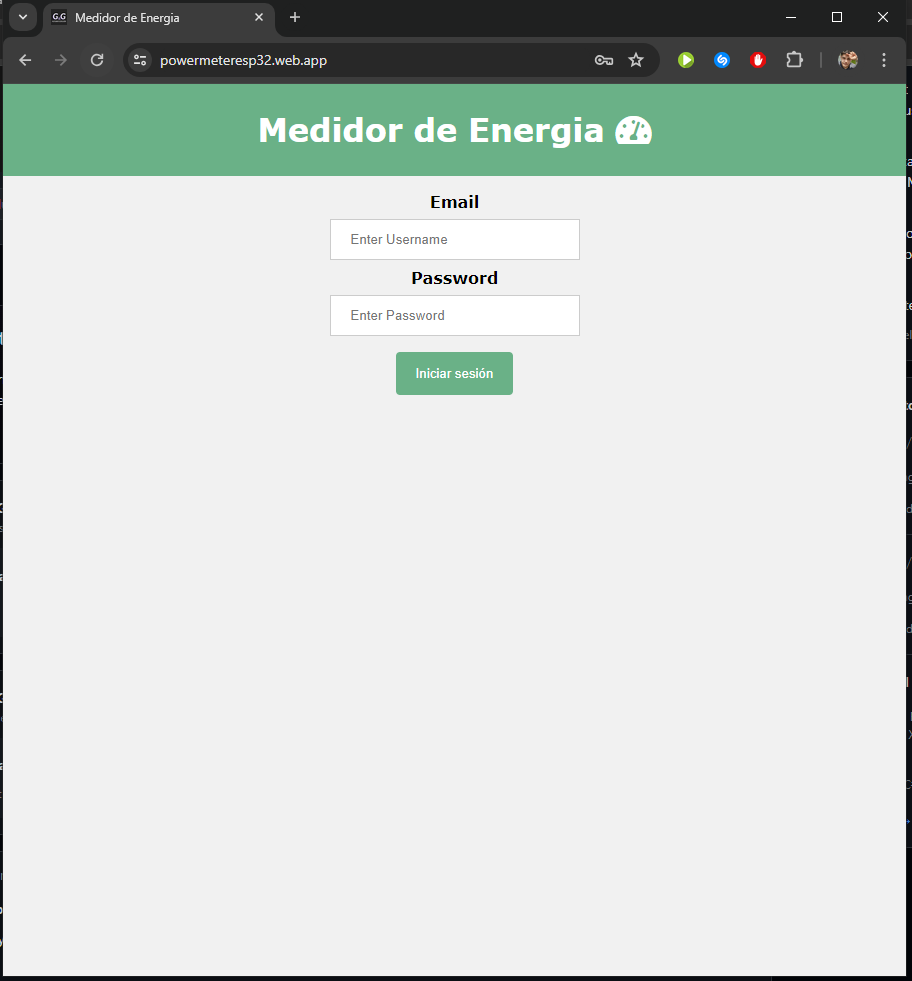 G.G Medidor de Energia
powermeteresp32.web.app
Medidor de Energia
Email
Enter Username
Password
Enter Password
Iniciar sesión